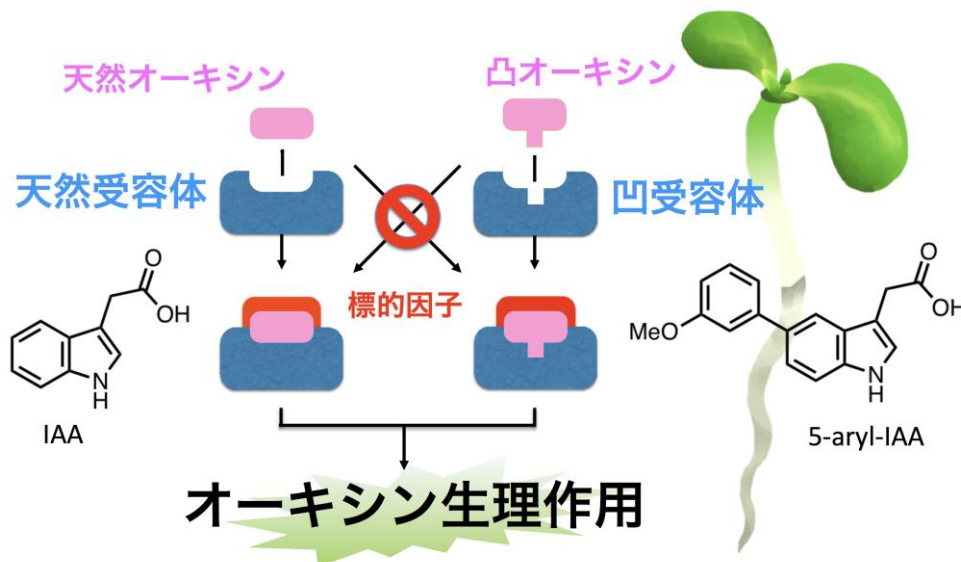 天然オーキシン
凸オーキシン
天然受容体
凹受容体
標的因子
O
OH
N
H
IAA
MeO
O
OH
N
H
5-aryl-IAA
オーキシン生理作用